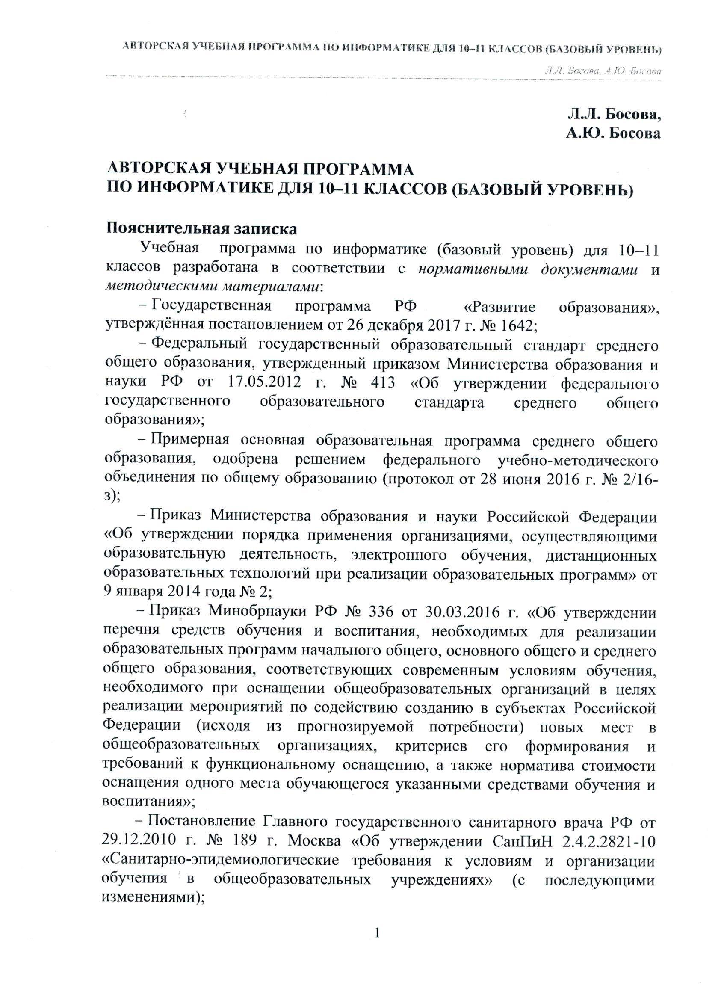 АВТОРСКАЯ УЧЕБНАЯ ПРОГРАММА ПО ИНФОРМАТИКЕ ДЛЯ 10–11 КЛАССОВ (БАЗОВЫЙ УРОВЕНЬ)
Л.Л. Босова, А.Ю. Босова
Л.Л. Босова,
А.Ю. Босова
АВТОРСКАЯ УЧЕБНАЯ ПРОГРАММА
ПО ИНФОРМАТИКЕ ДЛЯ 10–11 КЛАССОВ (БАЗОВЫЙ УРОВЕНЬ)
Пояснительная записка
Учебная программа по информатике (базовый уровень) для 10–11
классов разработана в соответствии с нормативными документами и
методическими материалами:
– Государственная программа РФ «Развитие образования»,
утверждённая постановлением от 26 декабря 2017 г. № 1642;
– Федеральный государственный образовательный стандарт среднего
общего образования, утвержденный приказом Министерства образования и
науки РФ от 17.05.2012 г. № 413 «Об утверждении федерального
государственного образовательного стандарта среднего общего
образования»;
– Примерная основная образовательная программа среднего общего
образования, одобрена решением федерального учебно-методического
объединения по общему образованию (протокол от 28 июня 2016 г. № 2/16-
з);
– Приказ Министерства образования и науки Российской Федерации
«Об утверждении порядка применения организациями, осуществляющими
образовательную деятельность, электронного обучения, дистанционных
образовательных технологий при реализации образовательных программ» от
9 января 2014 года № 2;
– Приказ Минобрнауки РФ № 336 от 30.03.2016 г. «Об утверждении
перечня средств обучения и воспитания, необходимых для реализации
образовательных программ начального общего, основного общего и среднего
общего образования, соответствующих современным условиям обучения,
необходимого при оснащении общеобразовательных организаций в целях
реализации мероприятий по содействию созданию в субъектах Российской
Федерации (исходя из прогнозируемой потребности) новых мест в
общеобразовательных организациях, критериев его формирования и
требований к функциональному оснащению, а также норматива стоимости
оснащения одного места обучающегося указанными средствами обучения и
воспитания»;
– Постановление Главного государственного санитарного врача РФ от
29.12.2010 г. № 189 г. Москва «Об утверждении СанПиН 2.4.2.2821-10
«Санитарно-эпидемиологические требования к условиям и организации
обучения в общеобразовательных учреждениях» (с последующими
изменениями);
1